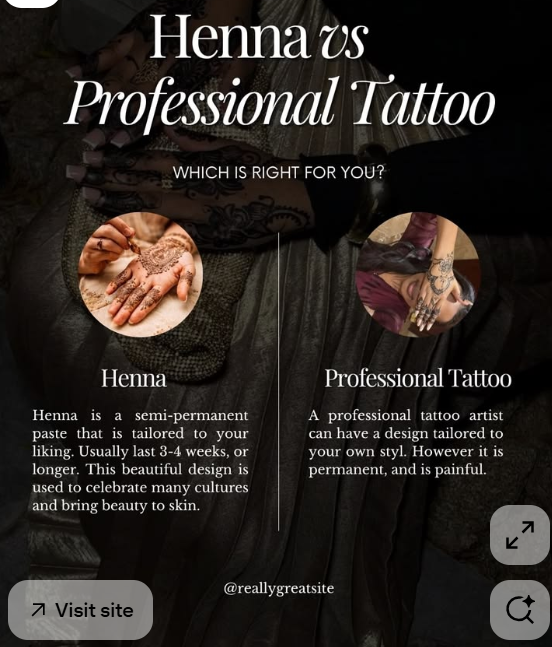 Henna vs
Professional Tattoo
WHICH IS RIGHT FOR YOU?
Henna
Henna is a semi-permanent
paste that is tailored to your
liking. Usually last 3-4 weeks, or
longer. This beautiful design is
used to celebrate many cultures
and bring beauty to skin.
Professional Tattoo
A professional tattoo artist
can have a design tailored to
your own styl. However it is
permanent, and is painful.
@reallygreatsite
Visit site